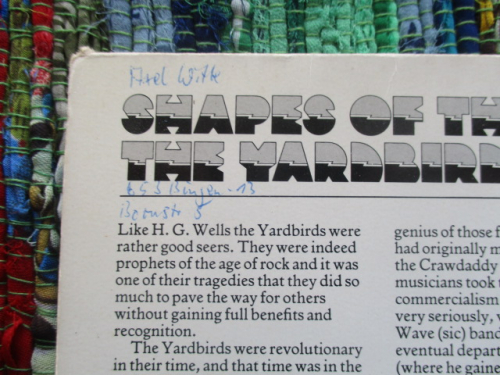 Axel Witte
SHAPES OF TH
THE YARDBIRD
653 Bingen-13
Like H. G. Wells the Yardbirds were
rather good seers. They were indeed
prophets of the age of rock and it was
one of their tragedies that they did so
much to pave the way for others
without gaining full benefits and
recognition.
The Yardbirds were revolutionary
in their time, and that time was in the
genius of those f
had originally m
the Crawdaddy
musicians took t
commercialism
very seriously, v
Wave (sic) band
eventual depart
(where he gaine